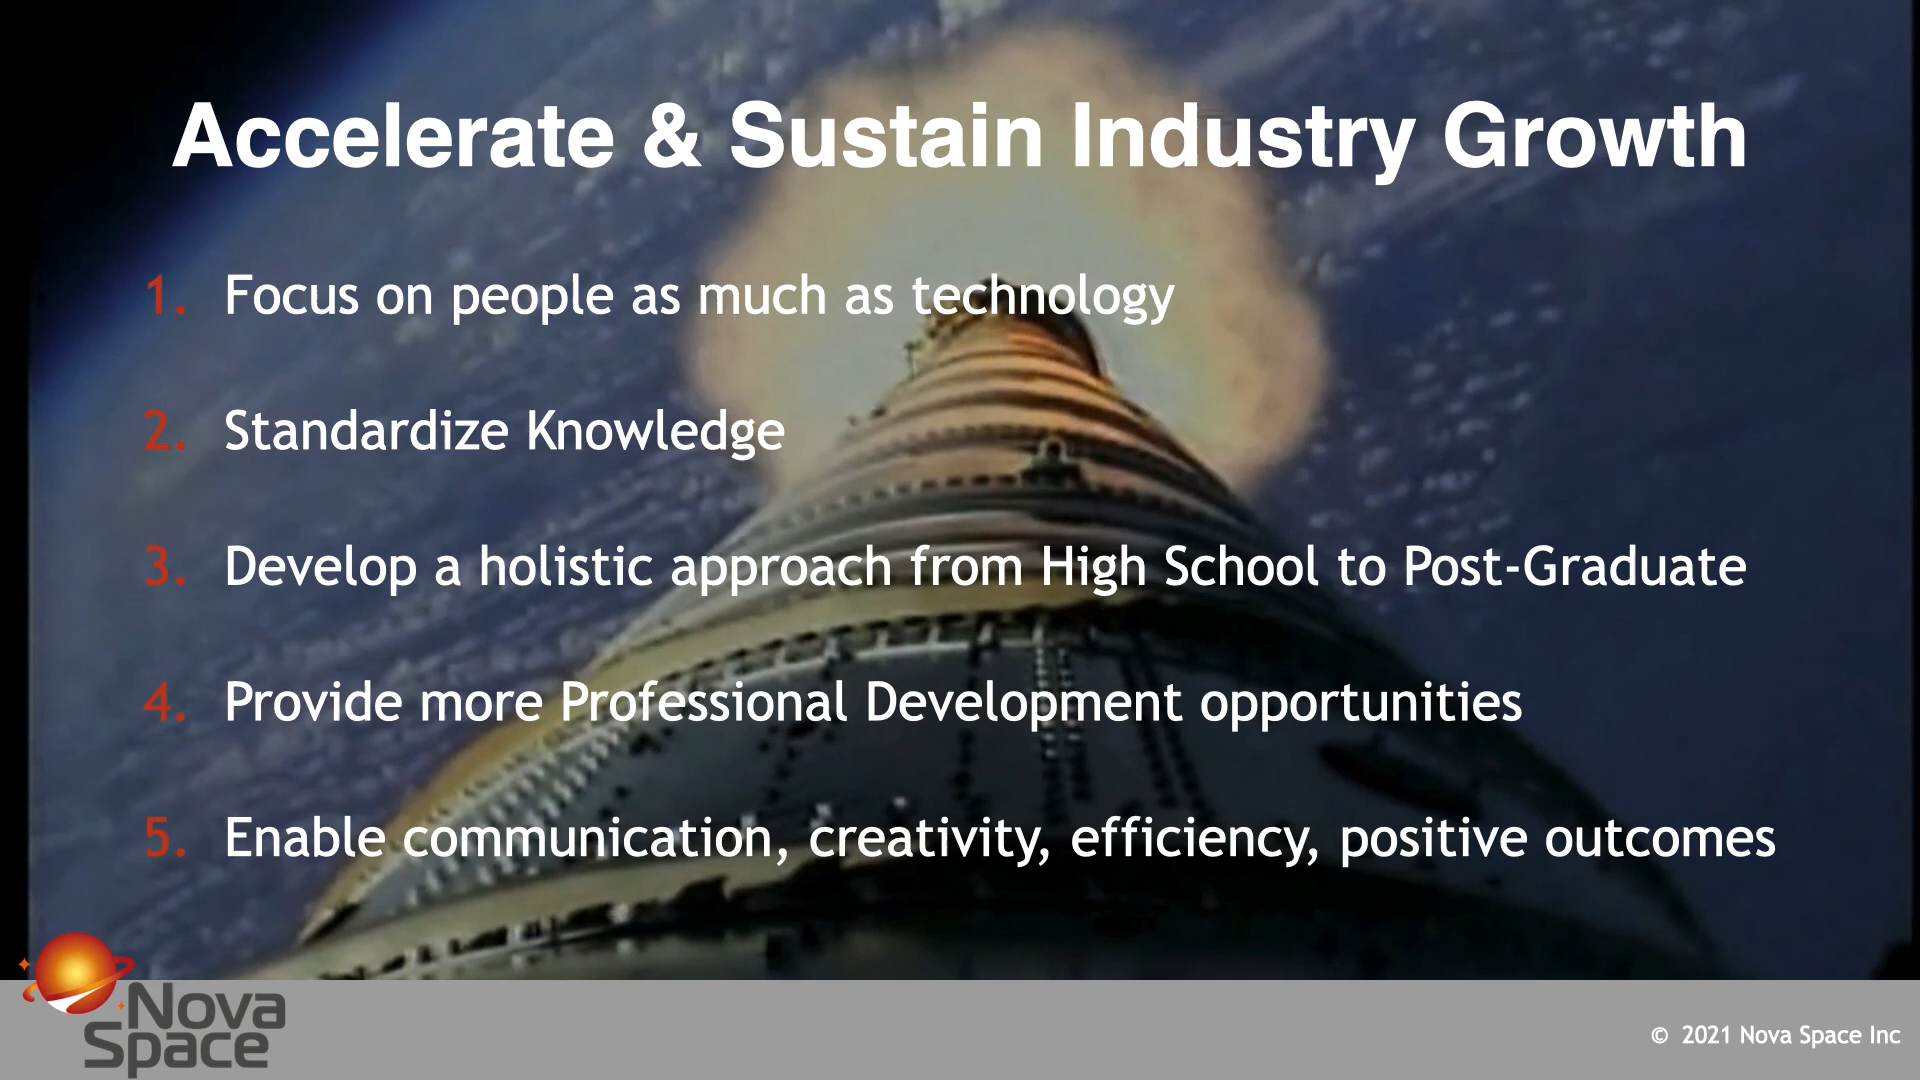 Accelerate & Sustain Industry Growth
1. Focus on people as much as technology
2. Standardize Knowledge
3. Develop a holistic approach from High School to Post-Graduate
4. Provide more Professional Development opportunities
5. Enable communication, creativity, efficiency, positive outcomes
Nova
Space
© 2021 Nova Space Inc